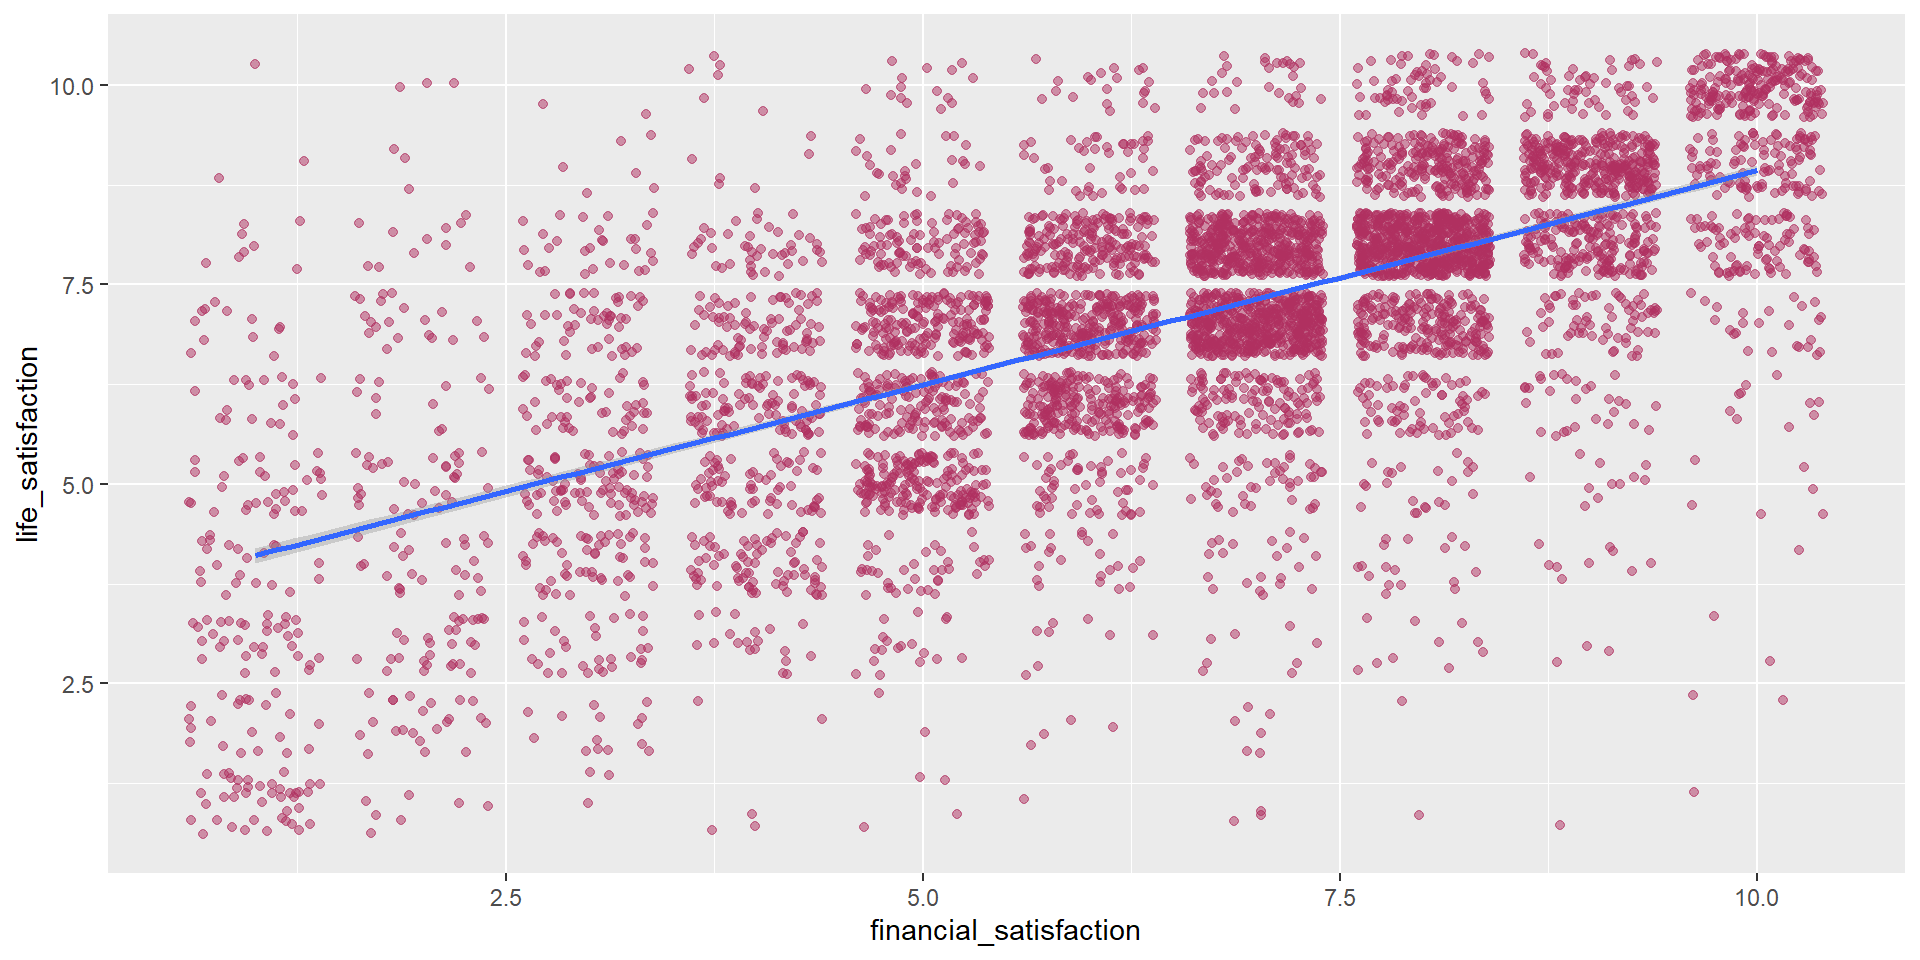 10.0
7.5
5.0
2.5
life_satisfaction
2.5 5.0 7.5 10.0
financial_satisfaction